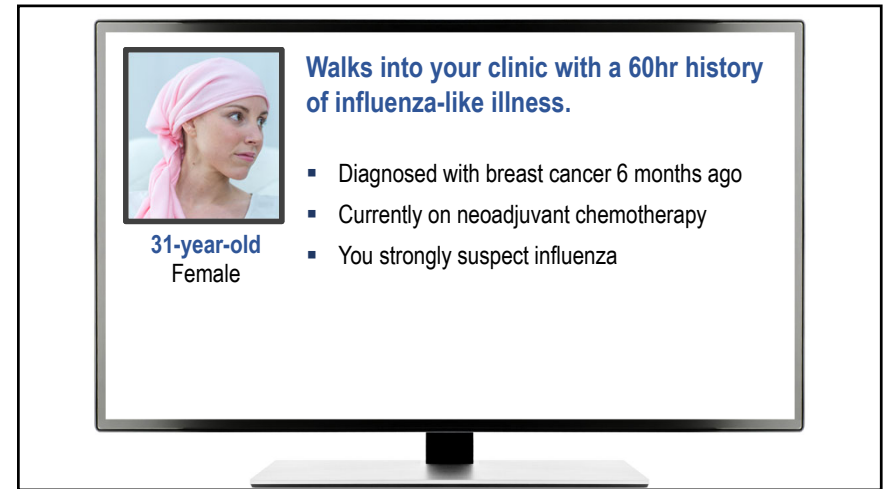 Walks into your clinic with a 60hr history
of influenza-like illness.
▪ Diagnosed with breast cancer 6 months ago
▪ Currently on neoadjuvant chemotherapy
▪ You strongly suspect influenza
31-year-old
Female